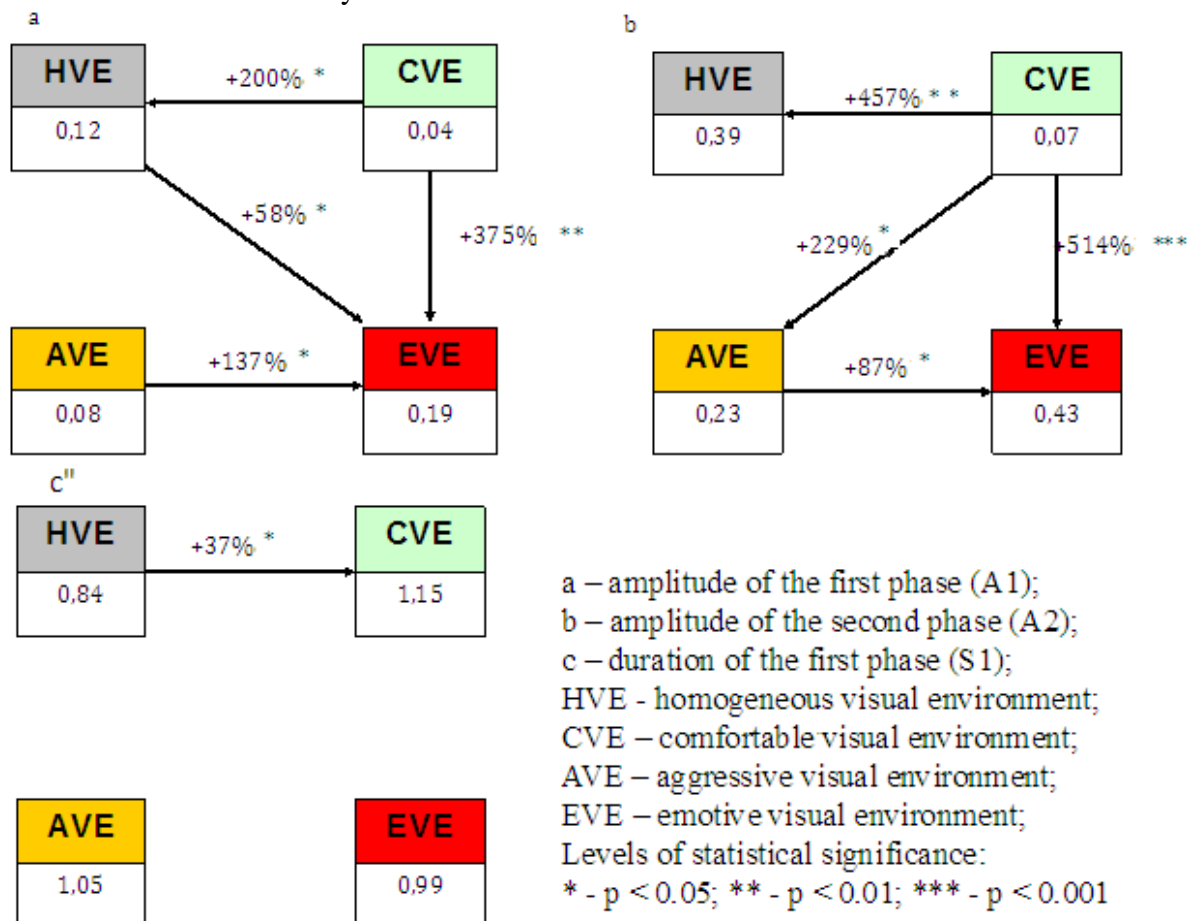 a
HVE
+200% *
CVE
0,12
0,04
+58% *
+375% **
AVE
+137% *
EVE
0,08
0,19
b
HVE
+457% * *
CVE
0,39
0,07
+229% *
+514% ***
AVE
+87% *
EVE
0,23
0,43
c"
HVE
+37% *
CVE
0,84
1,15
AVE
EVE
1,05
0,99
a – amplitude of the first phase (A1);
b – amplitude of the second phase (A2);
c – duration of the first phase (S1);
HVE - homogeneous visual environment;
CVE – comfortable visual environment;
AVE – aggressive visual environment;
EVE – emotive visual environment;
Levels of statistical significance:
* - p < 0.05; ** - p < 0.01; *** - p < 0.001